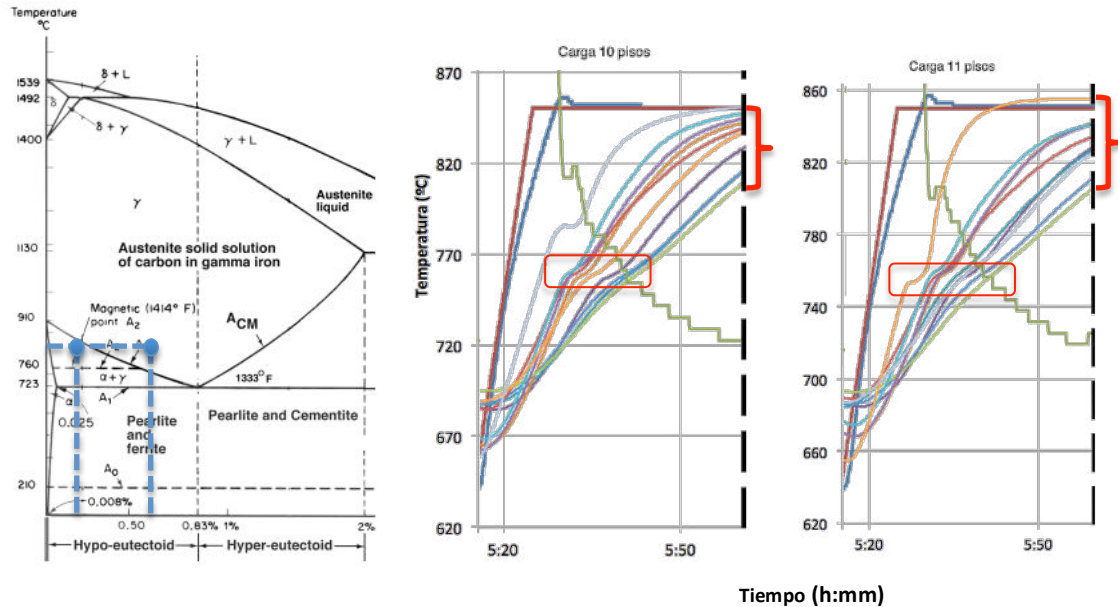 Temperature
°C
1539
1492
1400
1130
910
760
723
210
δ + L
δ
δ + γ
γ + L
γ
Austenite
liquid
Austenite solid solution
of carbon in gamma iron
Magnetic (1414° F)
point A2
ACM
A
α + γ
1333°F
A1
α
0.025
Pearlite
and
ferrite
Pearlite and Cementite
A0
0,008%
0.50
0,83%
1%
2%
Hypo-eutectoid
Hyper-eutectoid
Carga 10 pisos
Temperatura (ºC)
870
820
770
720
670
620
5:20
5:50
Carga 11 pisos
860
820
780
740
700
660
620
5:20
5:50
Tiempo (h:mm)